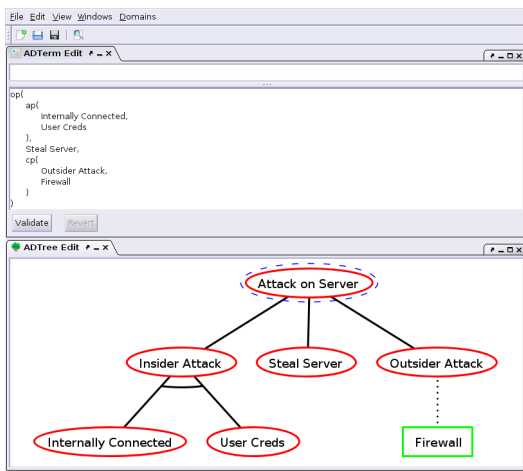 File Edit View Windows Domains
ADTerm Edit
op(
ap(
Internally Connected,
User Creds
),
Steal Server,
cp(
Outsider Attack,
Firewall
)
)
Validate Revert
ADTree Edit
Attack on Server
Insider Attack Steal Server Outsider Attack
Internally Connected User Creds Firewall